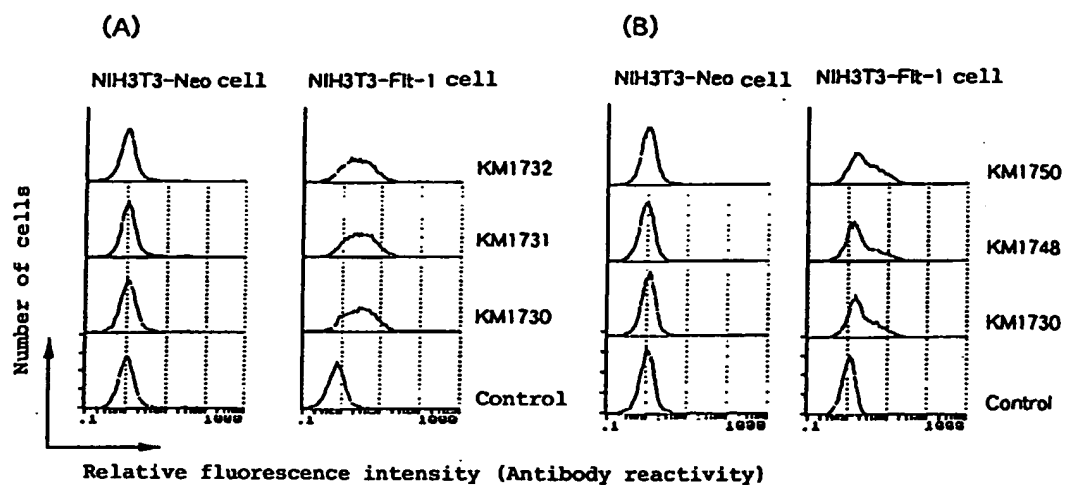 (A)
(B)
NIH3T3-Neo cell
NIH3T3-Flt-1 cell
NIH3T3-Neo cell
NIH3T3-Flt-1 cell
KM1732
KM1750
KM1731
KM1748
KM1730
KM1730
Control
Control
Number of cells
.1 1000
.1 1000
.1 1000
.1 1000
Relative fluorescence intensity (Antibody reactivity)